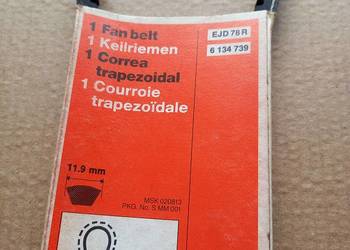 1 Fan belt
1 Keilriemen
1 Correa
trapezoidal
1 Courroie
trapezoïdale
EJD 78 R
6 134 739
11.9 mm
MSK 020813
PKG. No. S MM 001